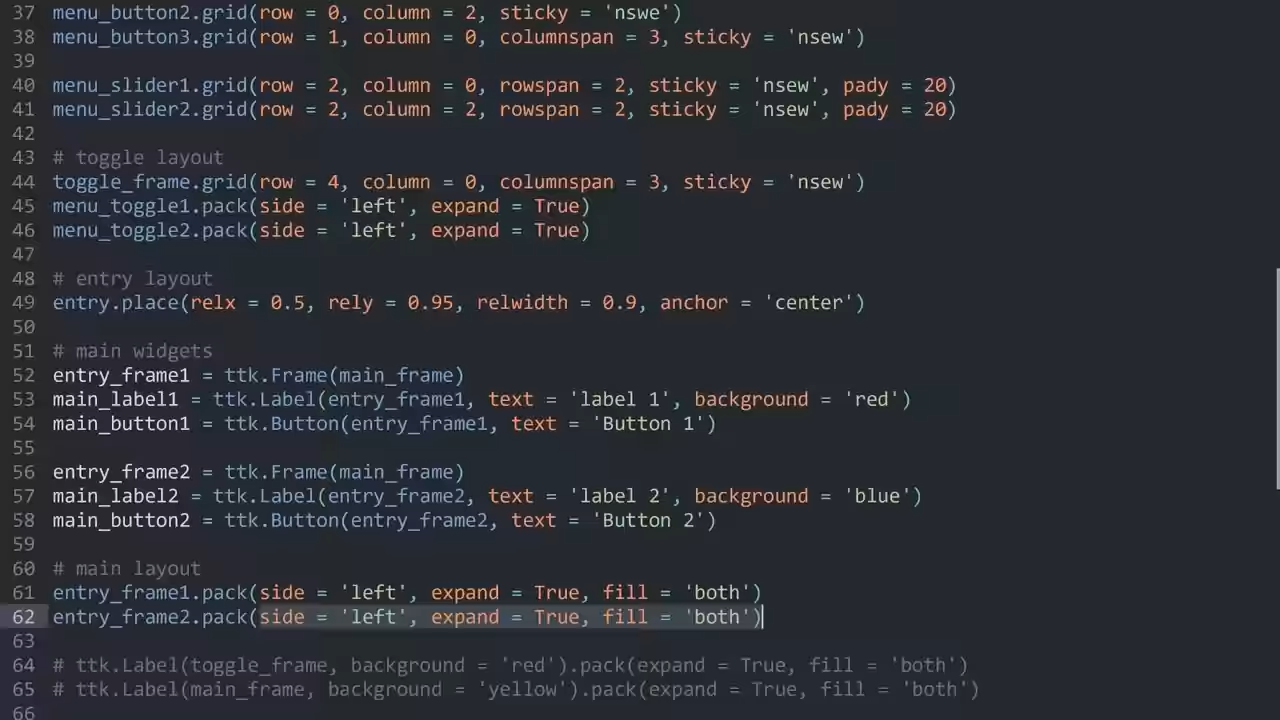 37 menu_button2.grid(row = 0, column = 2, sticky = 'nswe')
38 menu_button3.grid(row = 1, column = 0, columnspan = 3, sticky = 'nsew')
39
40 menu_slider1.grid(row = 2, column = 0, rowspan = 2, sticky = 'nsew', pady = 20)
41 menu_slider2.grid(row = 2, column = 2, rowspan = 2, sticky = 'nsew', pady = 20)
42
43 # toggle layout
44 toggle_frame.grid(row = 4, column = 0, columnspan = 3, sticky = 'nsew')
45 menu_toggle1.pack(side = 'left', expand = True)
46 menu_toggle2.pack(side = 'left', expand = True)
47
48 # entry layout
49 entry.place(relx = 0.5, rely = 0.95, relwidth = 0.9, anchor = 'center')
50
51 # main widgets
52 entry_frame1 = ttk.Frame(main_frame)
53 main_label1 = ttk.Label(entry_frame1, text = 'label 1', background = 'red')
54 main_button1 = ttk.Button(entry_frame1, text = 'Button 1')
55
56 entry_frame2 = ttk.Frame(main_frame)
57 main_label2 = ttk.Label(entry_frame2, text = 'label 2', background = 'blue')
58 main_button2 = ttk.Button(entry_frame2, text = 'Button 2')
59
60 # main layout
61 entry_frame1.pack(side = 'left', expand = True, fill = 'both')
62 entry_frame2.pack(side = 'left', expand = True, fill = 'both')
63
64 # ttk.Label(toggle_frame, background = 'red').pack(expand = True, fill = 'both')
65 # ttk.Label(main_frame, background = 'yellow').pack(expand = True, fill = 'both')
66